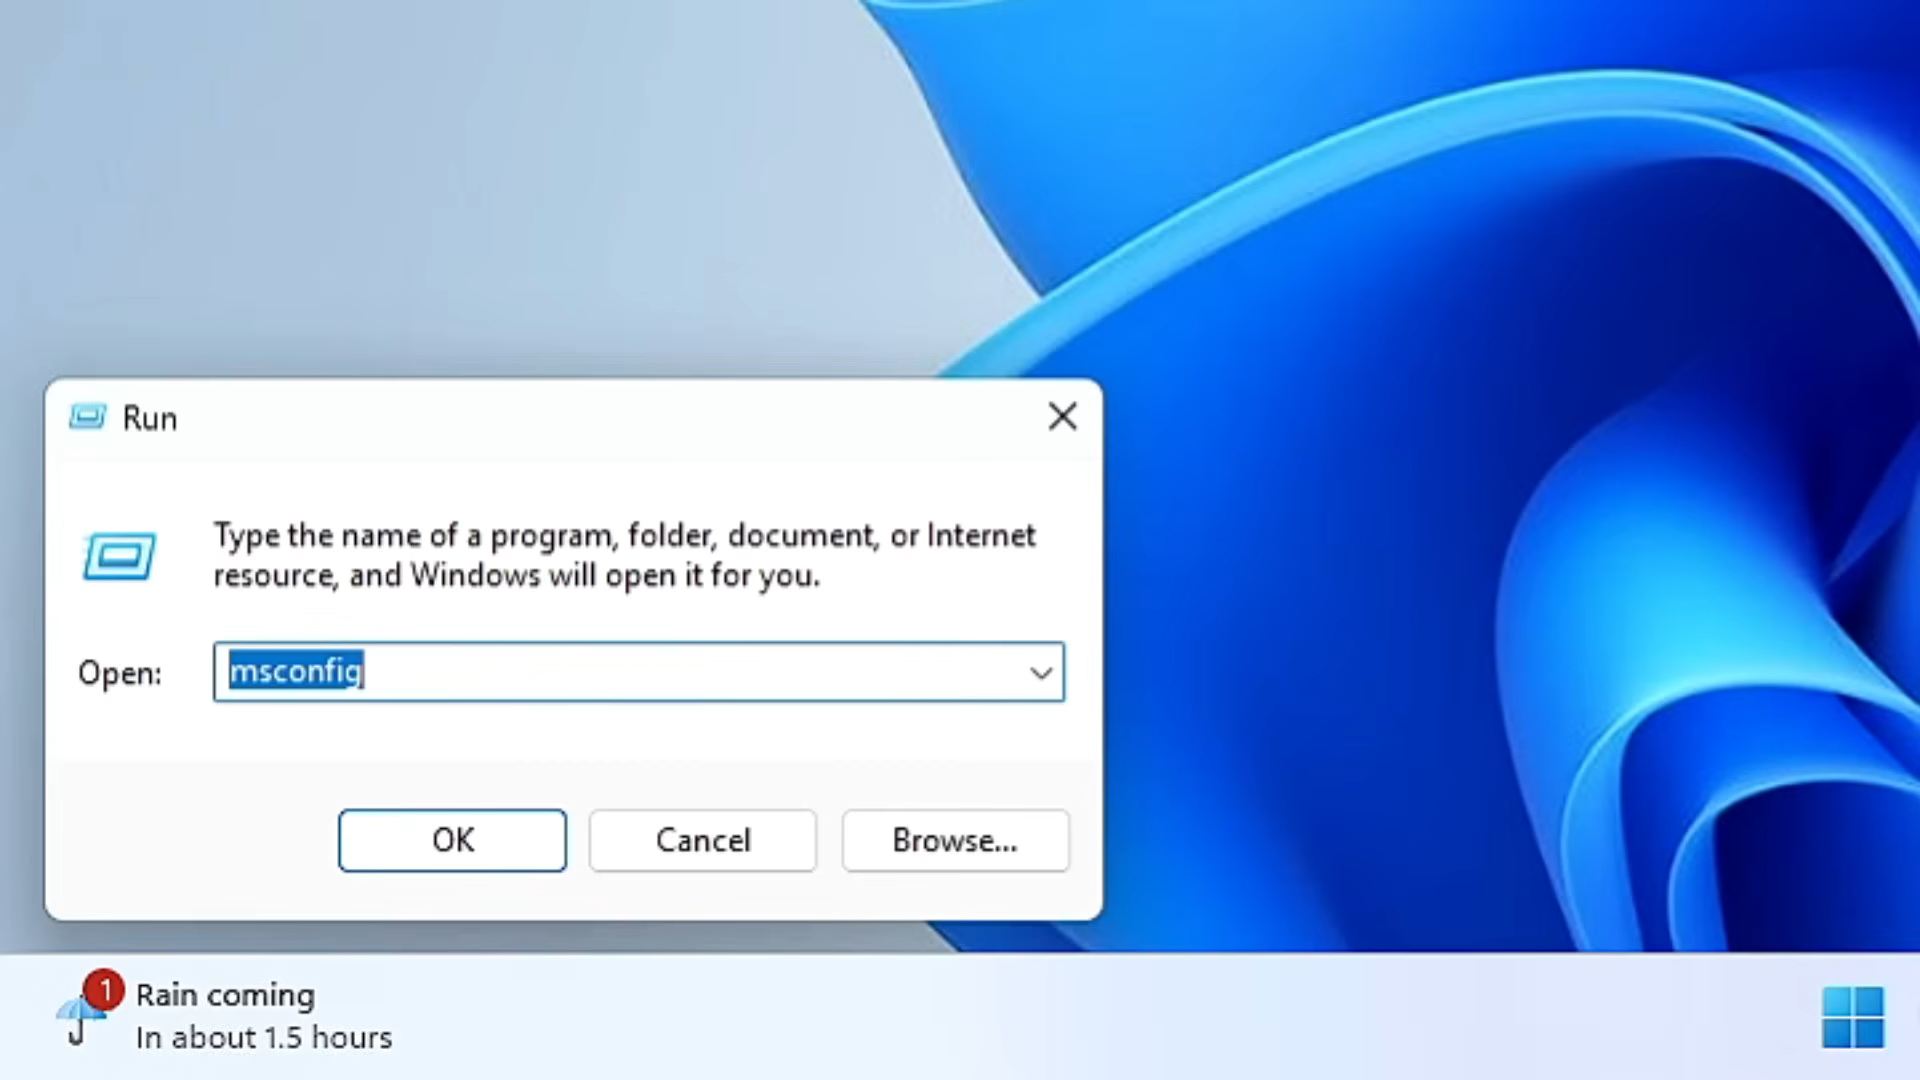 Run
Type the name of a program, folder, document, or Internet
resource, and Windows will open it for you.
Open: msconfig
OK Cancel Browse...
1 Rain coming
In about 1.5 hours